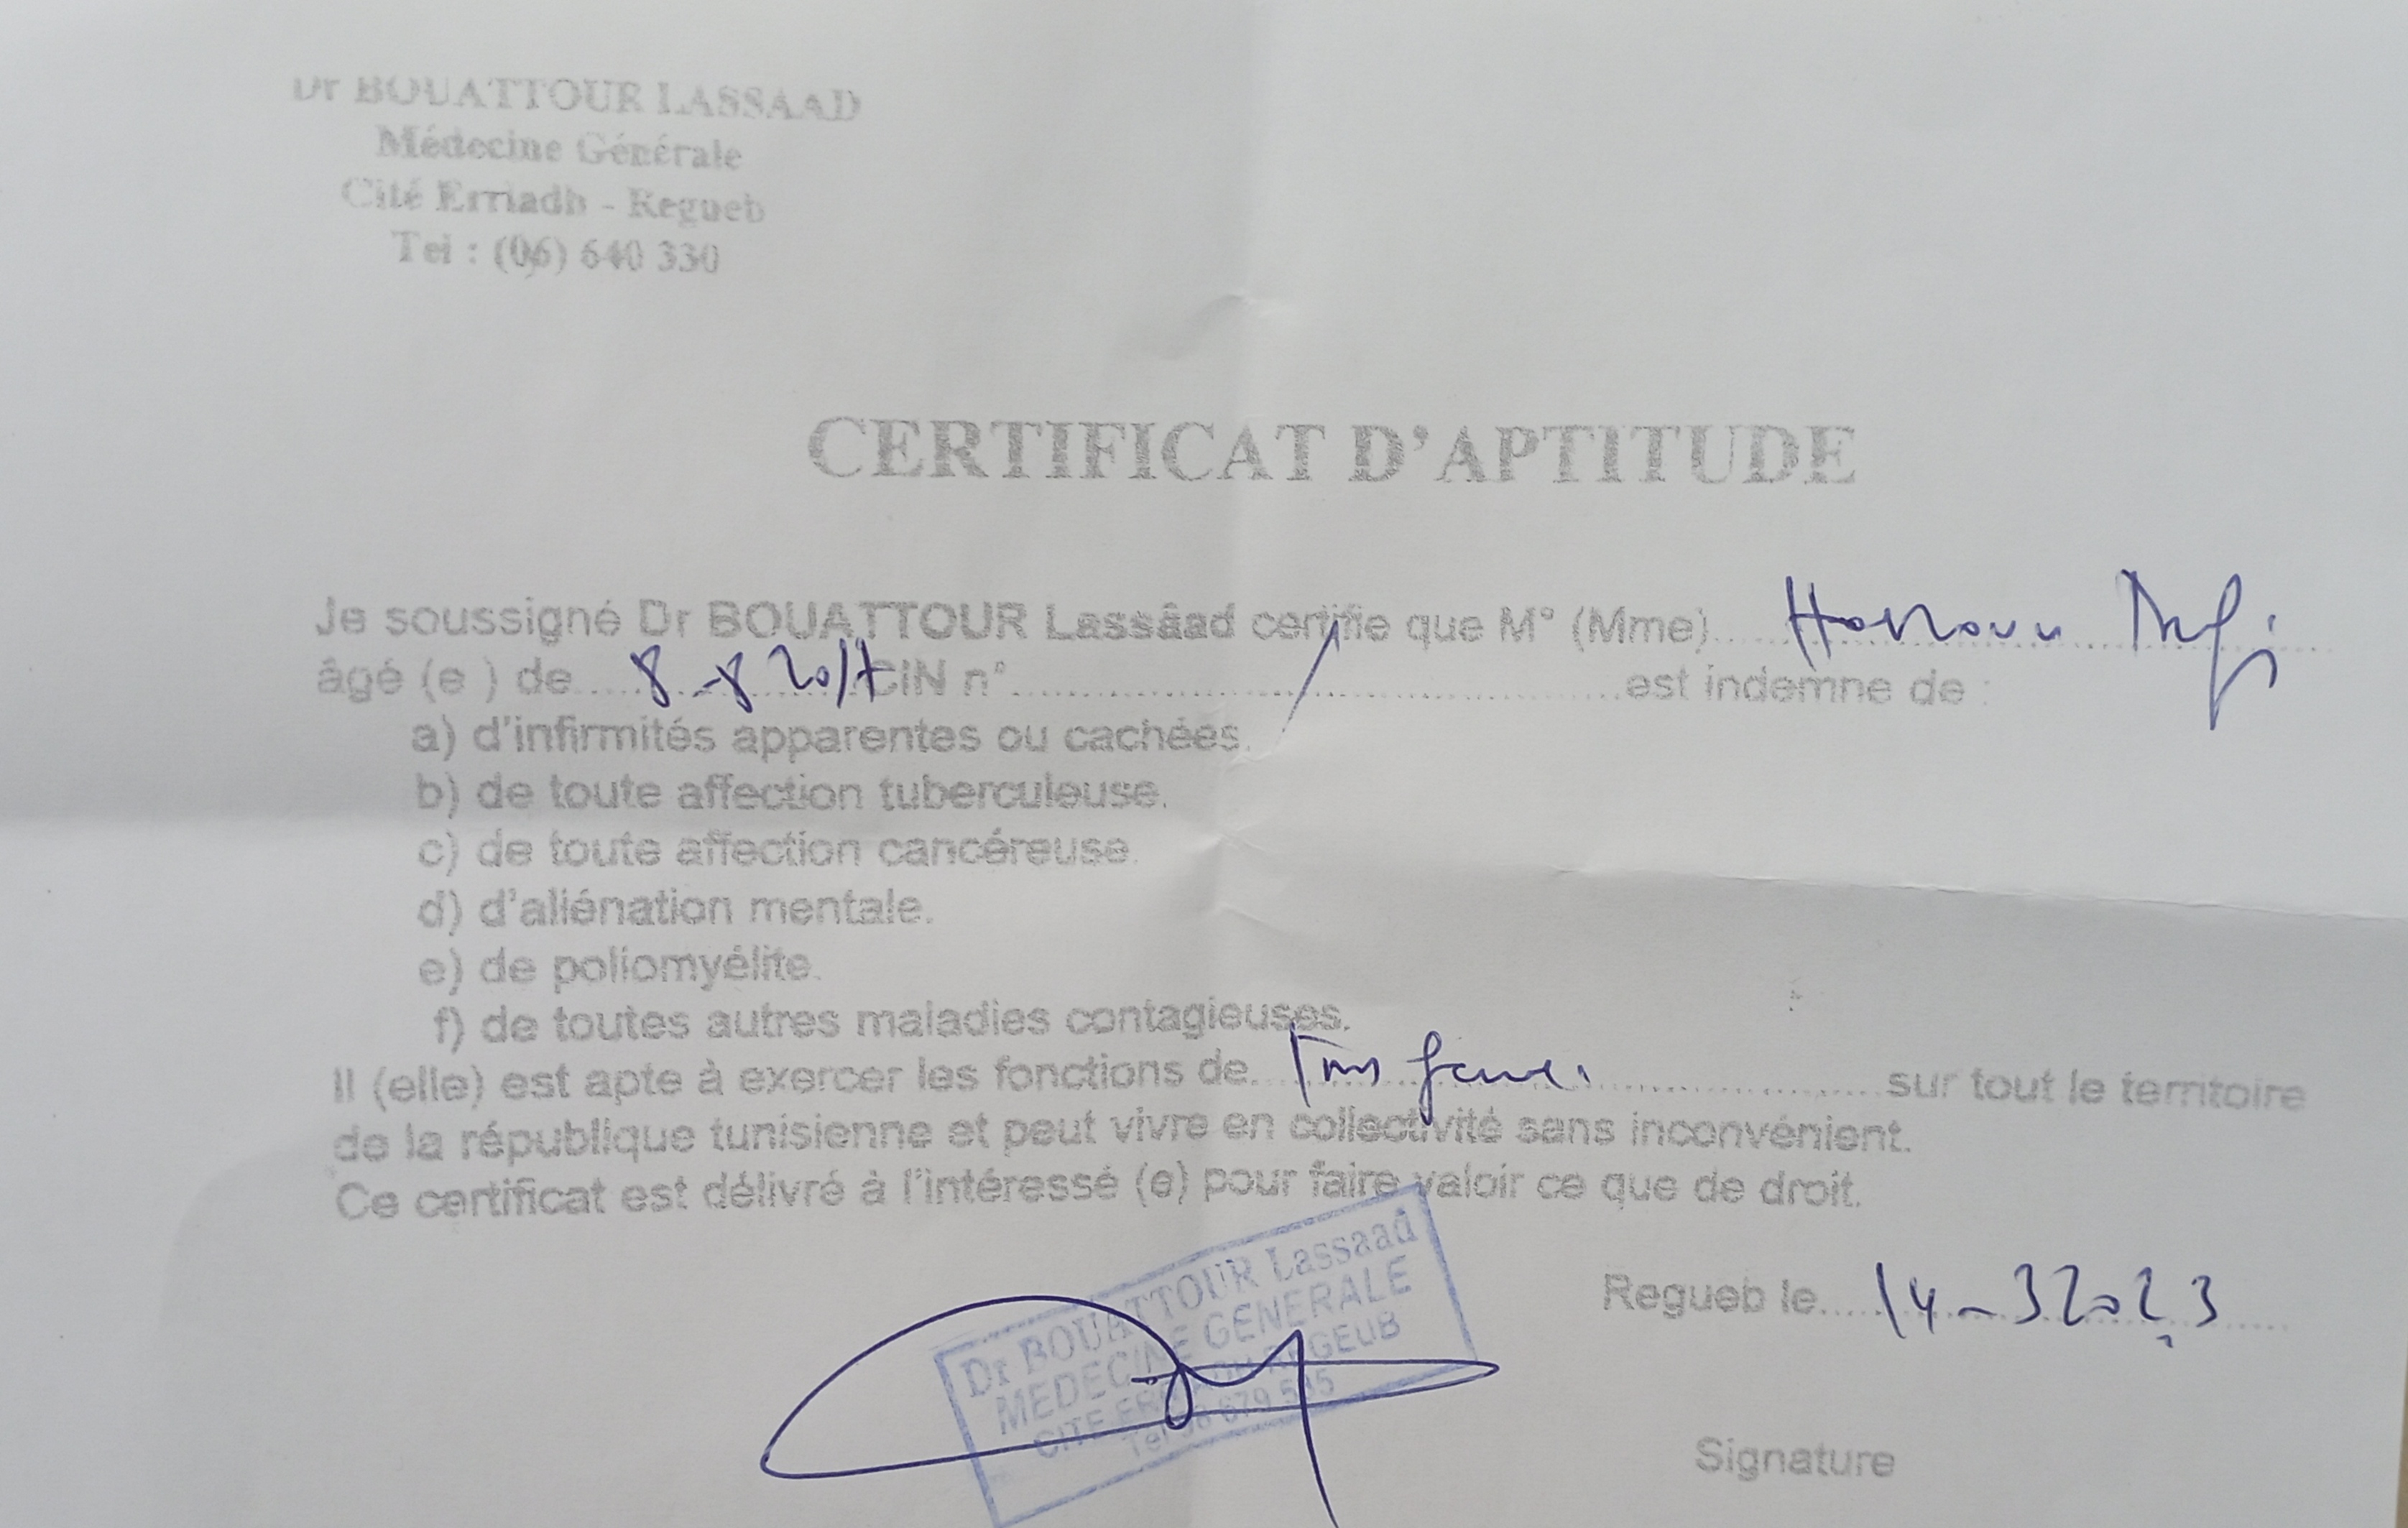 Dr BOUATTOUR LASSAAD
Médecine Générale
Cité Erriadh - Regueb
Tel : (06) 640 330
CERTIFICAT D'APTITUDE
Je soussigné Dr BOUATTOUR Lassâad certifie que M° (Mme)
âgé (e ) de 8-8 2017 CIN n° est indemne de :
a) d'infirmités apparentes ou cachées.
b) de toute affection tuberculeuse.
c) de toute affection cancéreuse.
d) d'aliénation mentale.
e) de poliomyélite.
f) de toutes autres maladies contagieuses.
Il (elle) est apte à exercer les fonctions de sur tout le territoire
de la république tunisienne et peut vivre en collectivité sans inconvénient.
Ce certificat est délivré à l'intéressé (e) pour faire valoir ce que de droit.
Regueb le 14-3 2023
Dr BOUATTOUR Lassaad
MEDECINE GENERALE
CITE REGEUB
Tel
Signature